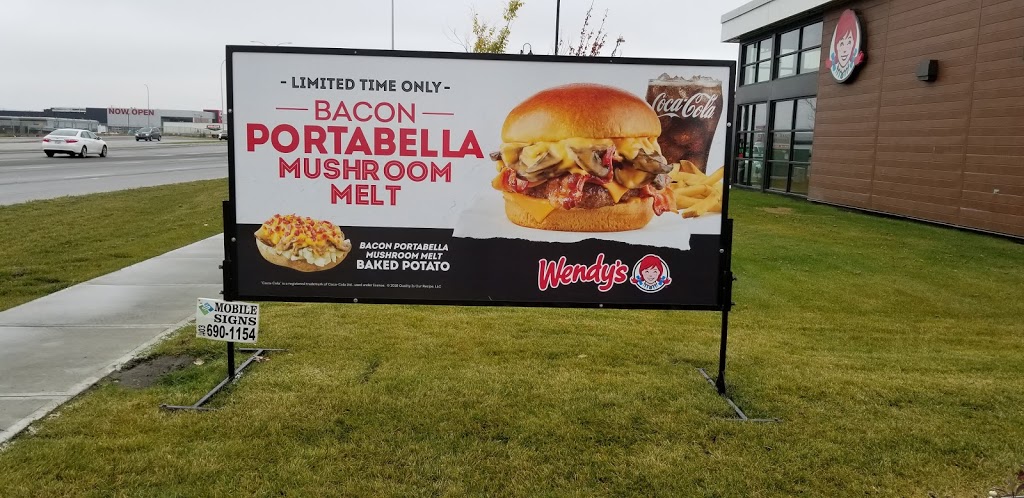 NOW OPEN
- LIMITED TIME ONLY -
BACON
PORTABELLA
MUSHROOM
MELT
Coca-Cola
BACON PORTABELLA
MUSHROOM MELT
BAKED POTATO
Wendy's
MOBILE
SIGNS
690-1154